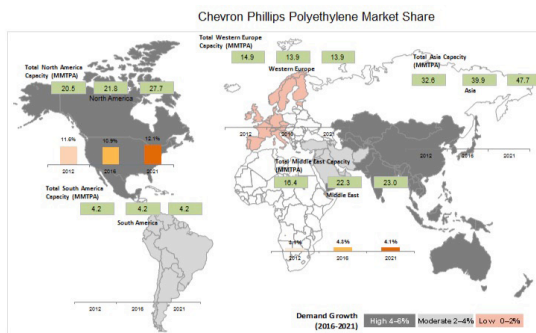 Chevron Phillips Polyethylene Market Share
Total Western Europe
Capacity (MMTPA)
14.9 13.9 13.9
Western Europe
Total North America
Capacity (MMTPA)
20.5 21.8 27.7
North America
Total Asia Capacity
(MMTPA)
32.6 39.9 47.7
Asia
11.6% 10.9% 12.1%
2012 2016 2021
2012 2016 2021
2012 2016 2021
Total Middle East Capacity
(MMTPA)
16.4 22.3 23.0
Middle East
Total South America
Capacity (MMTPA)
4.2 4.2 4.2
South America
4.3% 4.1%
2012 2016 2021
2012 2016 2021
Demand Growth
(2016-2021)
High 4–6% Moderate 2–4% Low 0–2%